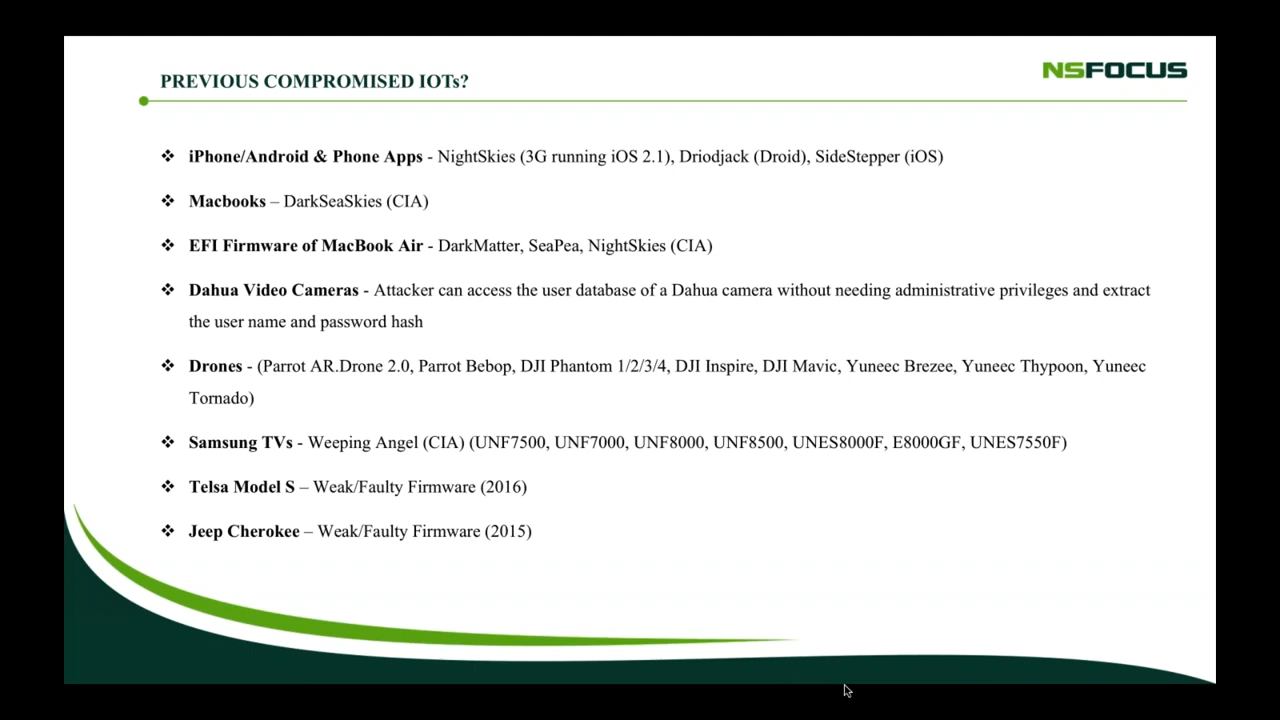 PREVIOUS COMPROMISED IOTs?
NSFOCUS
❖ iPhone/Android & Phone Apps - NightSkies (3G running iOS 2.1), Driodjack (Droid), SideStepper (iOS)
❖ Macbooks – DarkSeaSkies (CIA)
❖ EFI Firmware of MacBook Air - DarkMatter, SeaPea, NightSkies (CIA)
❖ Dahua Video Cameras - Attacker can access the user database of a Dahua camera without needing administrative privileges and extract
the user name and password hash
❖ Drones - (Parrot AR.Drone 2.0, Parrot Bebop, DJI Phantom 1/2/3/4, DJI Inspire, DJI Mavic, Yuneec Brezee, Yuneec Thypoon, Yuneec
Tornado)
❖ Samsung TVs - Weeping Angel (CIA) (UNF7500, UNF7000, UNF8000, UNF8500, UNES8000F, E8000GF, UNES7550F)
❖ Telsa Model S – Weak/Faulty Firmware (2016)
❖ Jeep Cherokee – Weak/Faulty Firmware (2015)